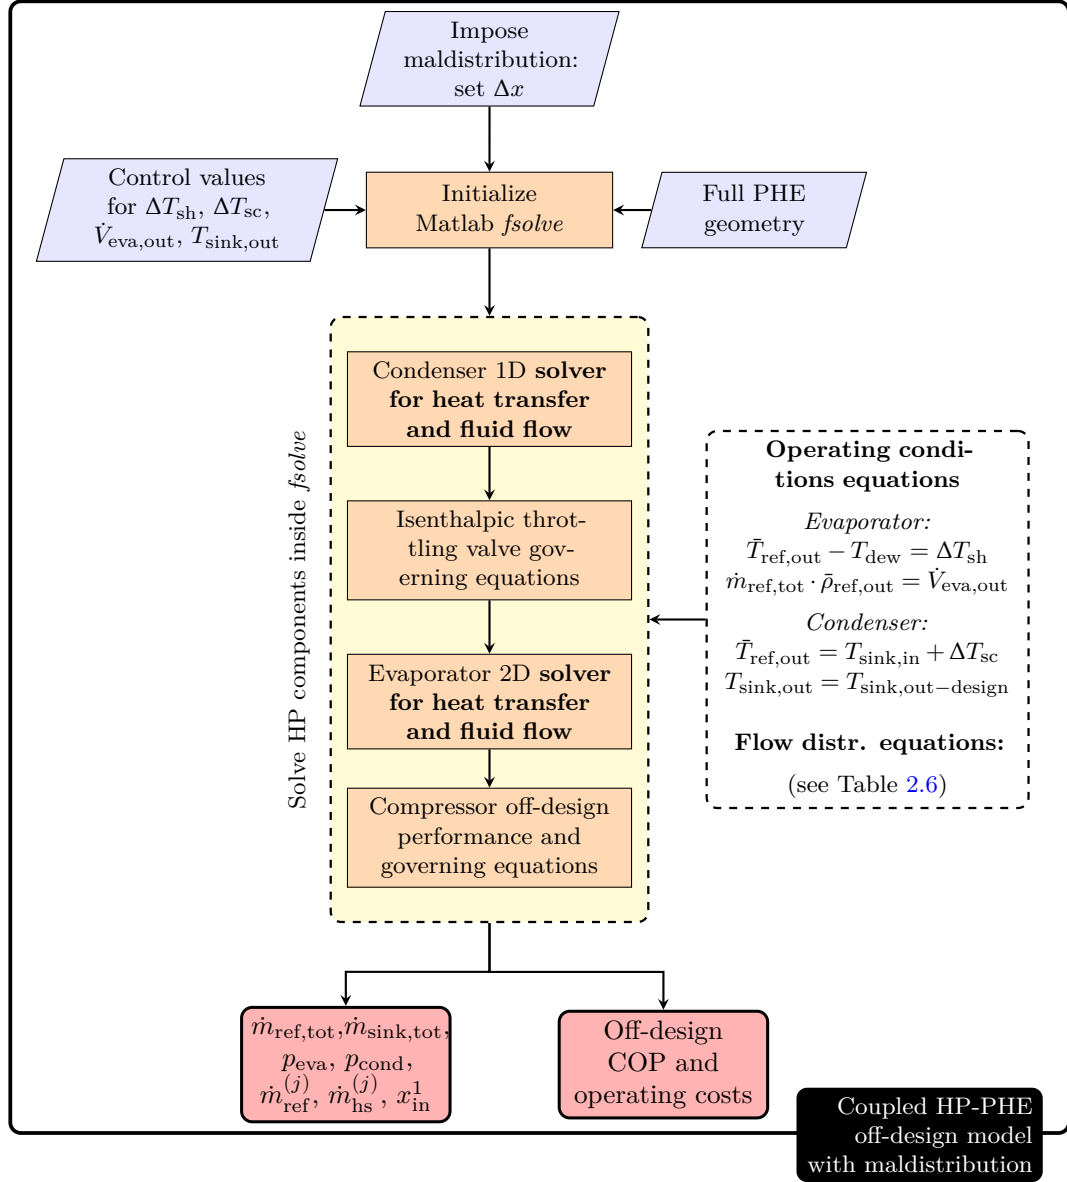 Impose
maldistribution:
set Δx
Control values
for ΔT_sh, ΔT_sc,
V̇_eva,out, T_sink,out
Initialize
Matlab fsolve
Full PHE
geometry
Solve HP components inside fsolve
Condenser 1D solver
for heat transfer
and fluid flow
Isenthalpic throt-
tling valve gov-
erning equations
Evaporator 2D solver
for heat transfer
and fluid flow
Compressor off-design
performance and
governing equations
Operating condi-
tions equations
Evaporator:
T̄_ref,out − T_dew = ΔT_sh
ṁ_ref,tot · ρ̄_ref,out = V̇_eva,out
Condenser:
T̄_ref,out = T_sink,in + ΔT_sc
T_sink,out = T_sink,out−design
Flow distr. equations:
(see Table 2.6)
ṁ_ref,tot, ṁ_sink,tot,
p_eva, p_cond,
ṁ_ref^(j), ṁ_hs^(j), x_in^1
Off-design
COP and
operating costs
Coupled HP-PHE
off-design model
with maldistribution